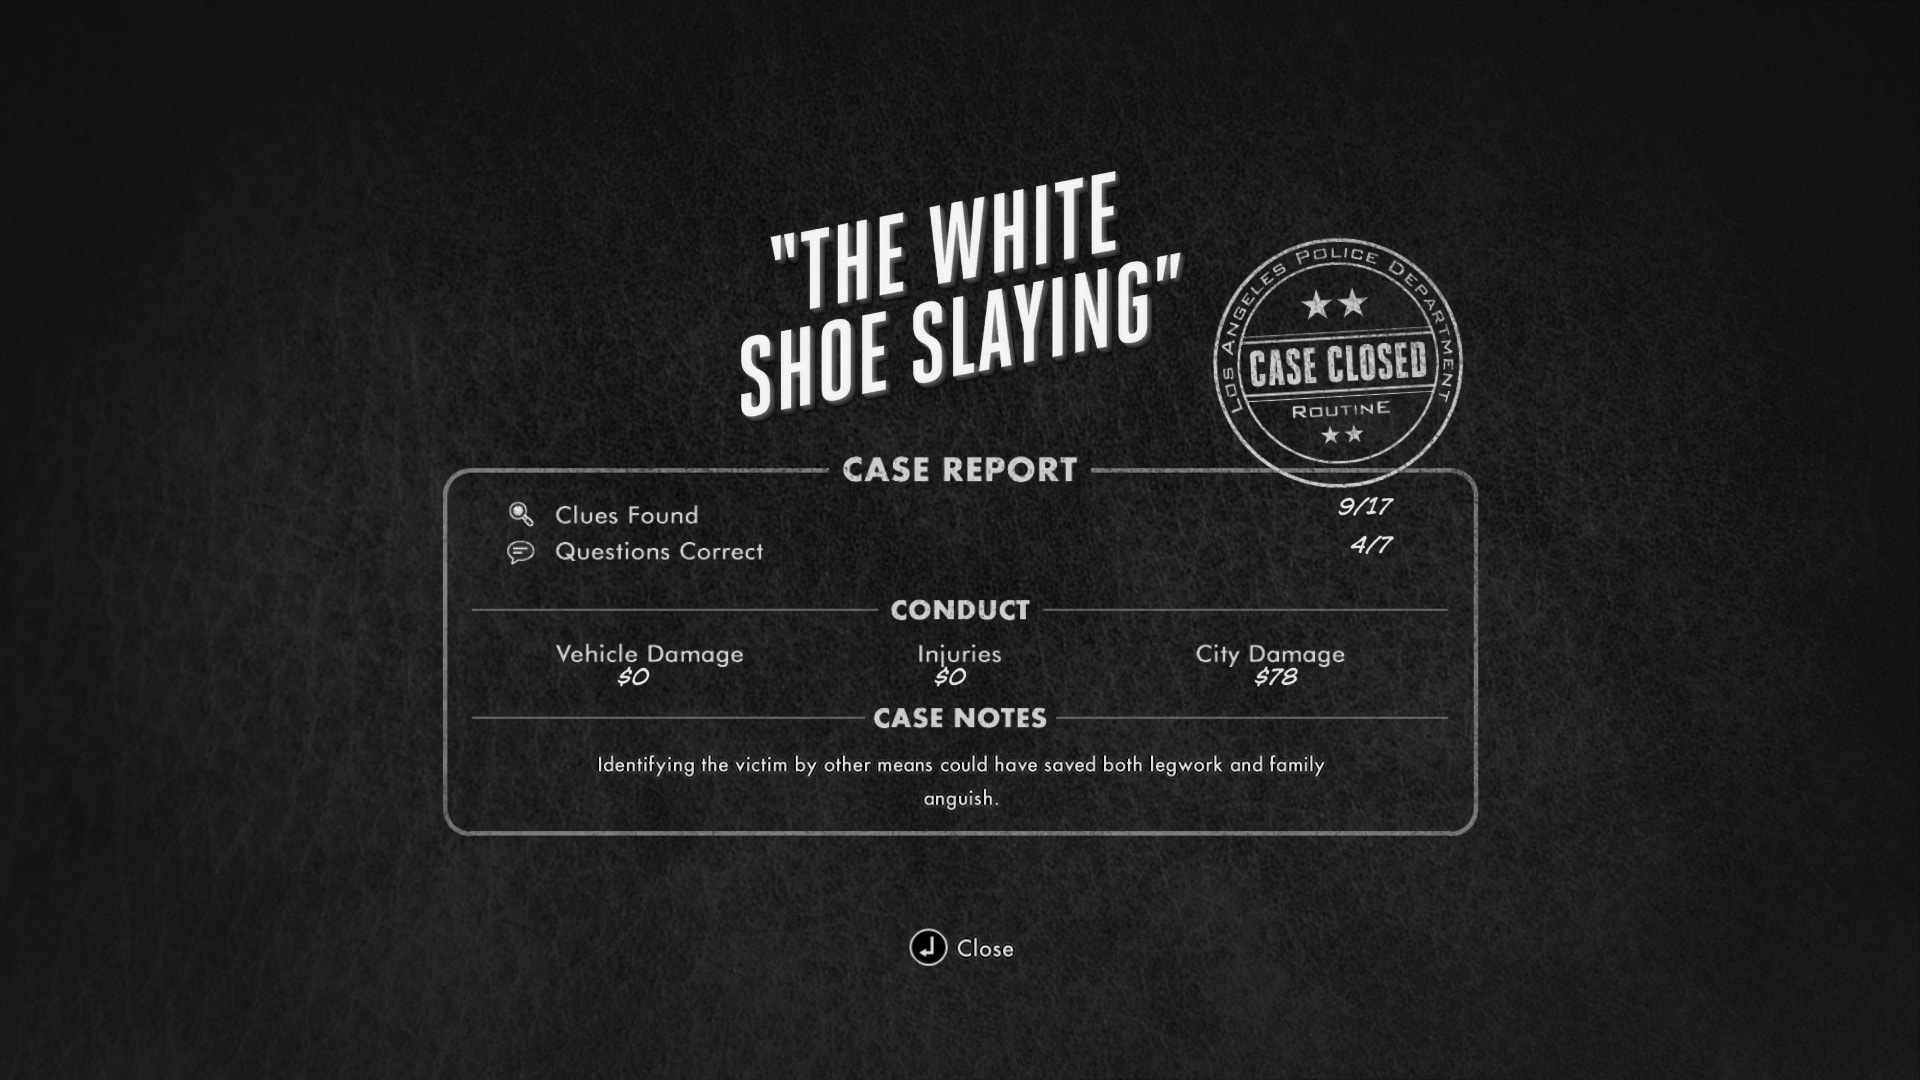 "THE WHITE
SHOE SLAYING"
LOS ANGELES POLICE DEPARTMENT
CASE CLOSED
ROUTINE
CASE REPORT
Clues Found 9/17
Questions Correct 4/7
CONDUCT
Vehicle Damage Injuries City Damage
$0 $0 $78
CASE NOTES
Identifying the victim by other means could have saved both legwork and family
anguish.
Close